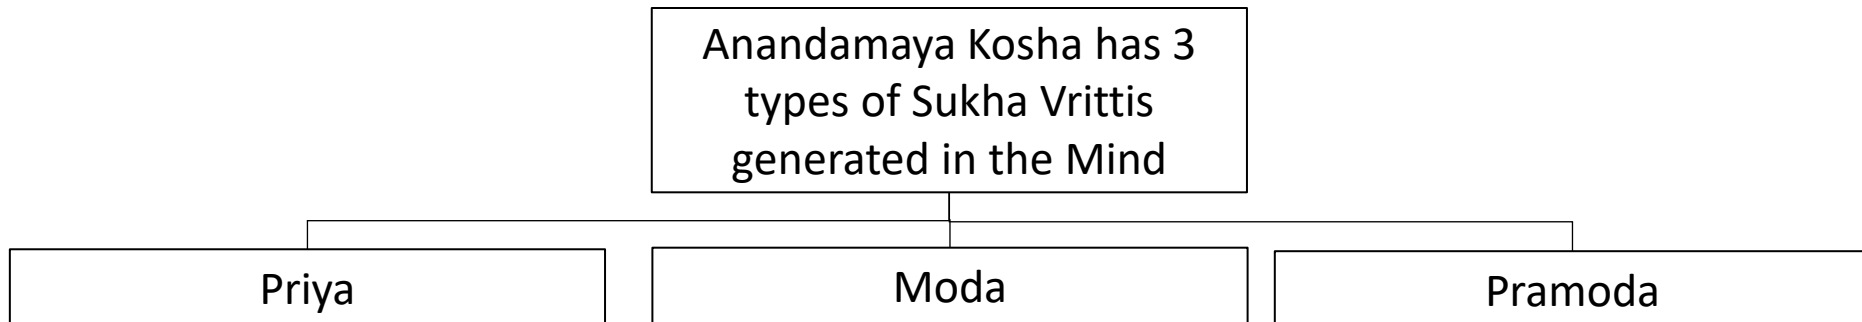 Anandamaya Kosha has 3
types of Sukha Vrittis
generated in the Mind
Priya
Moda
Pramoda